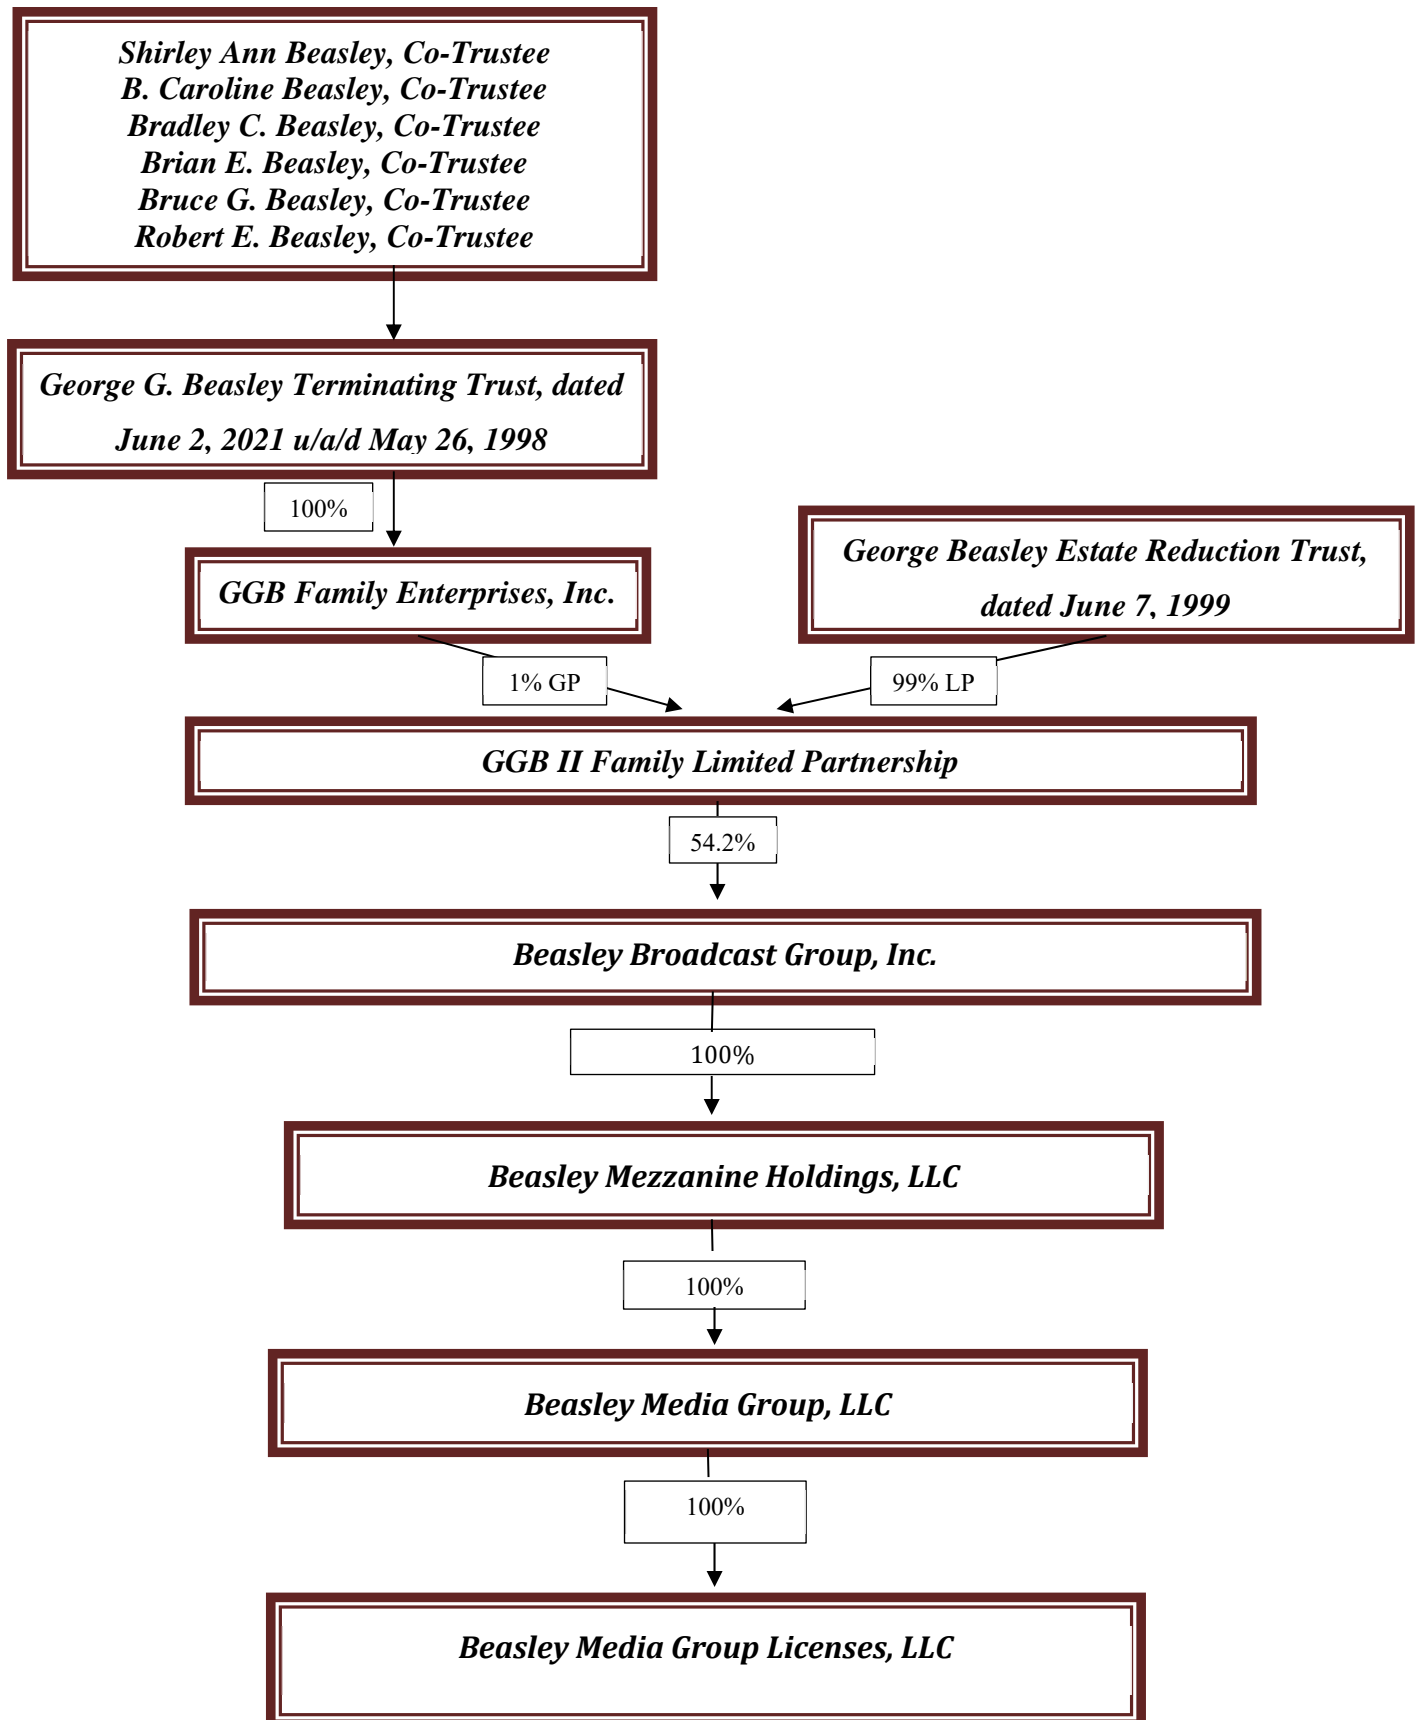 Shirley Ann Beasley, Co-Trustee
B. Caroline Beasley, Co-Trustee
Bradley C. Beasley, Co-Trustee
Brian E. Beasley, Co-Trustee
Bruce G. Beasley, Co-Trustee
Robert E. Beasley, Co-Trustee
George G. Beasley Terminating Trust, dated
June 2, 2021 u/a/d May 26, 1998
100%
GGB Family Enterprises, Inc.
George Beasley Estate Reduction Trust,
dated June 7, 1999
1% GP
99% LP
GGB II Family Limited Partnership
54.2%
Beasley Broadcast Group, Inc.
100%
Beasley Mezzanine Holdings, LLC
100%
Beasley Media Group, LLC
100%
Beasley Media Group Licenses, LLC